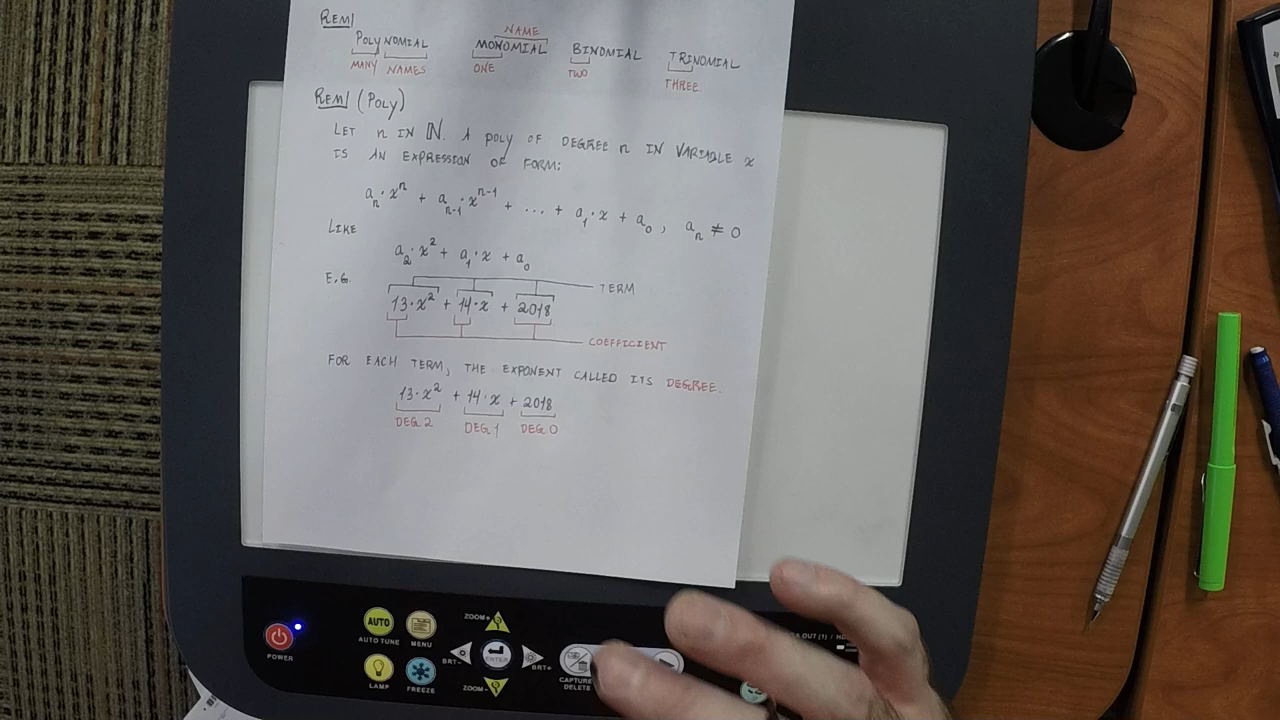 REM|
NAME
POLYNOMIAL MONOMIAL BINOMIAL TRINOMIAL
MANY NAMES ONE TWO THREE
REM| (POLY)
LET n IN ℕ. A POLY OF DEGREE n IN VARIABLE x
IS AN EXPRESSION OF FORM:
aₙ·xⁿ + aₙ₋₁·xⁿ⁻¹ + ... + a₁·x + a₀, aₙ ≠ 0
LIKE
a₂·x² + a₁·x + a₀
E.G.
TERM
13·x² + 14·x + 2018
COEFFICIENT
FOR EACH TERM, THE EXPONENT CALLED ITS DEGREE.
13·x² + 14·x + 2018
DEG 2 DEG 1 DEG 0
POWER
AUTO
AUTO TUNE
MENU
LAMP
FREEZE
ZOOM+
BRT-
ENTER
BRT+
ZOOM-
CAPTURE
DELETE
OUT (1) /